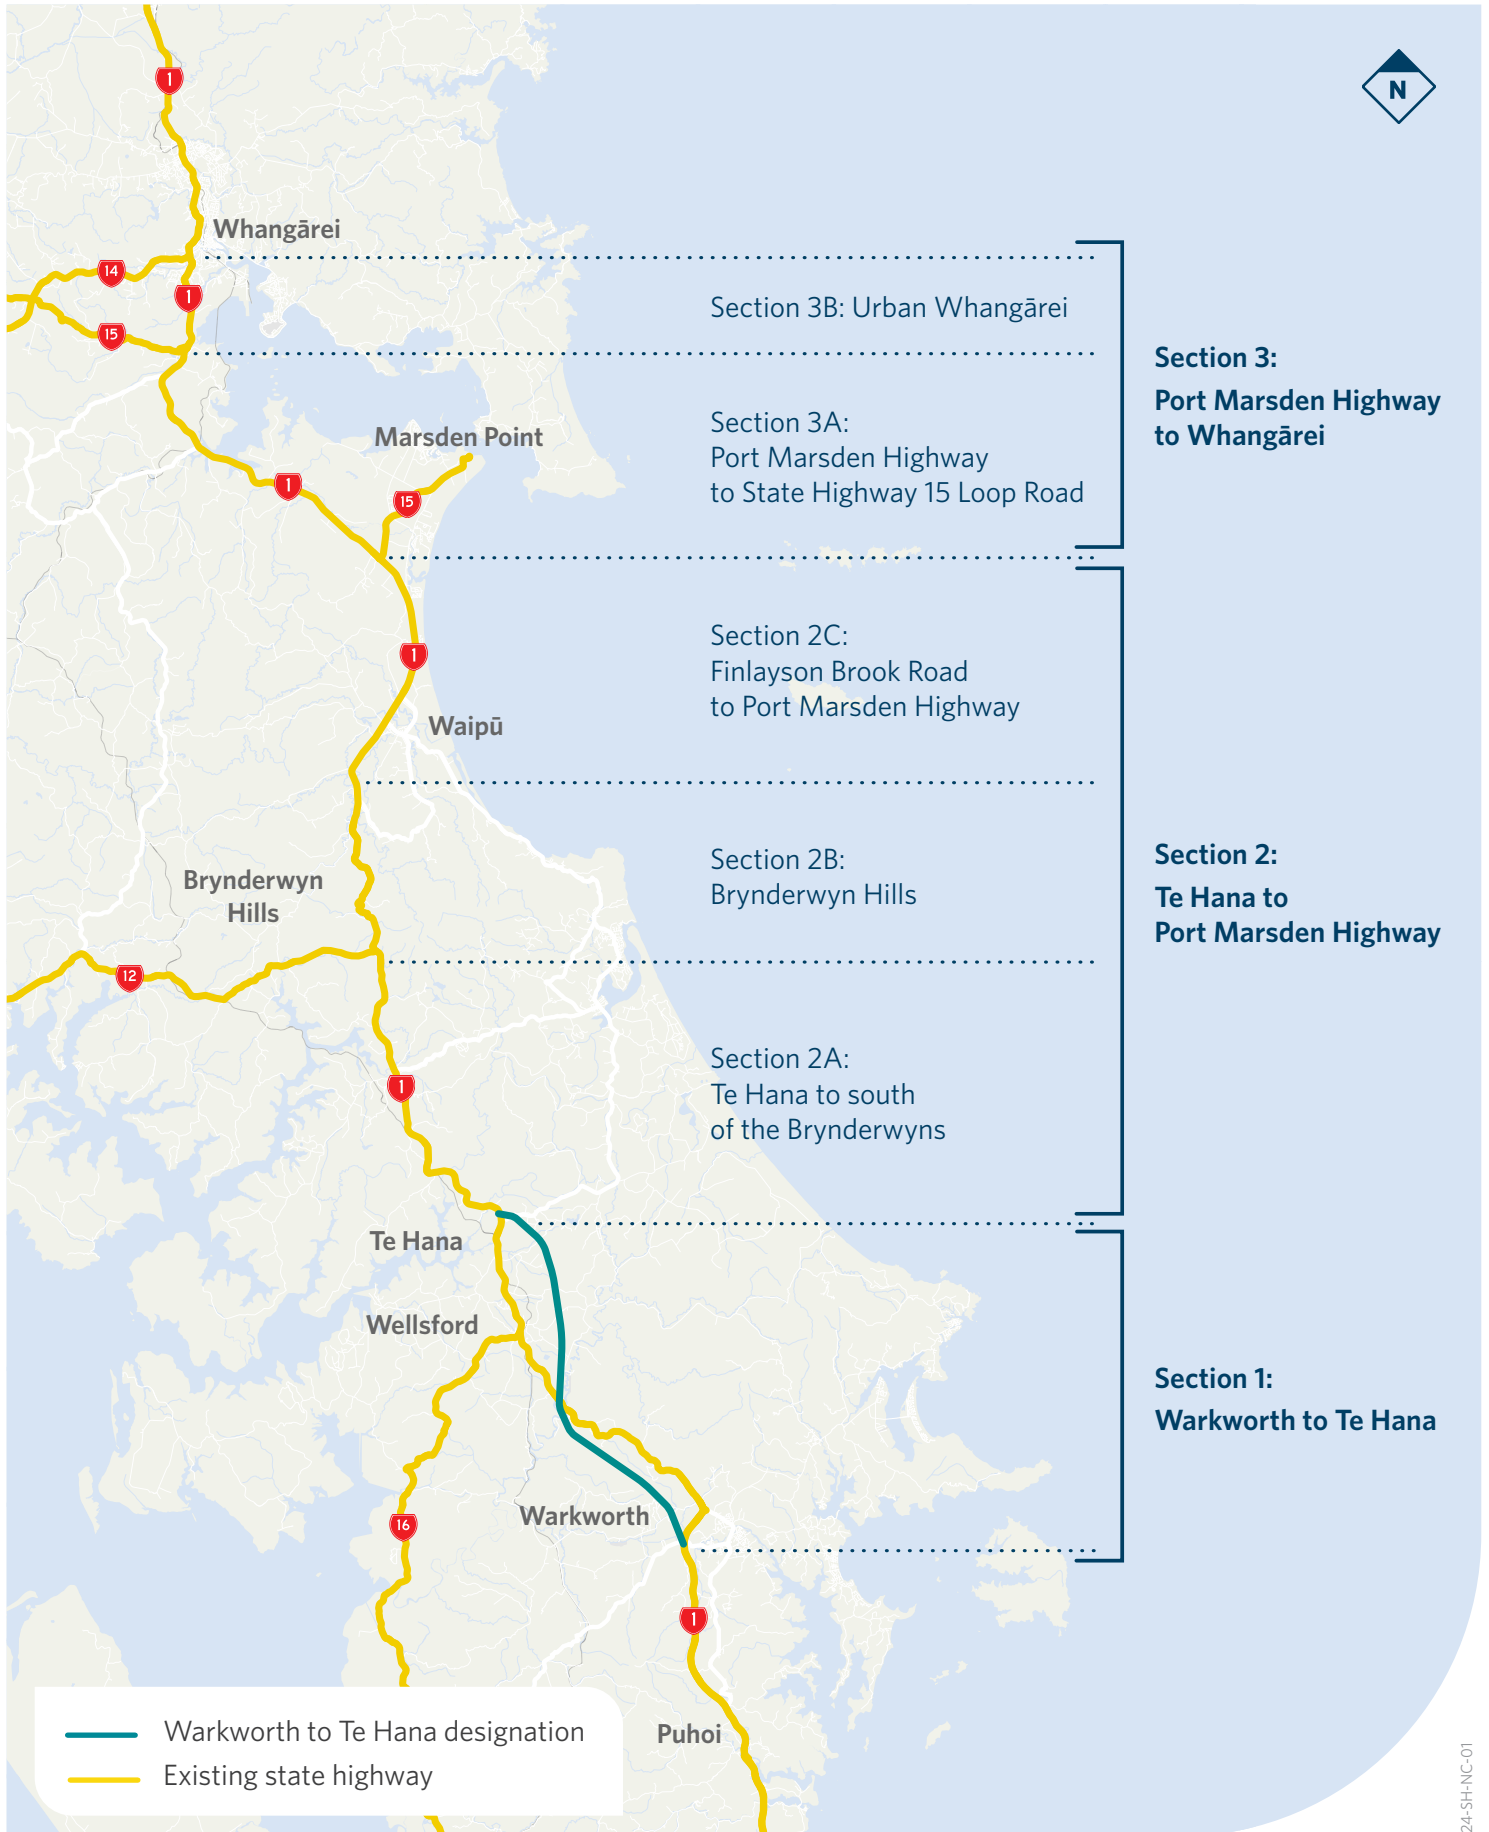 N
1
Whangārei
14
1
15
Section 3B: Urban Whangārei
Section 3:
Port Marsden Highway
to Whangārei
Section 3A:
Port Marsden Highway
to State Highway 15 Loop Road
Marsden Point
1
15
Section 2C:
Finlayson Brook Road
to Port Marsden Highway
1
Waipū
Section 2B:
Brynderwyn Hills
Section 2:
Te Hana to
Port Marsden Highway
Brynderwyn
Hills
12
Section 2A:
Te Hana to south
of the Brynderwyns
1
Te Hana
Wellsford
Section 1:
Warkworth to Te Hana
Warkworth
16
1
Puhoi
Warkworth to Te Hana designation
Existing state highway
24-SH-NC-01